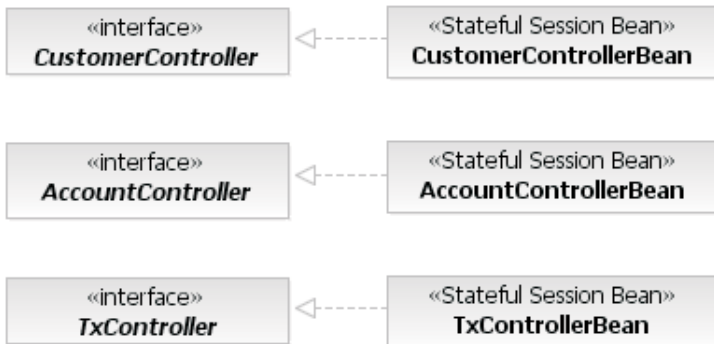 «interface»
CustomerController
«Stateful Session Bean»
CustomerControllerBean
«interface»
AccountController
«Stateful Session Bean»
AccountControllerBean
«interface»
TxController
«Stateful Session Bean»
TxControllerBean